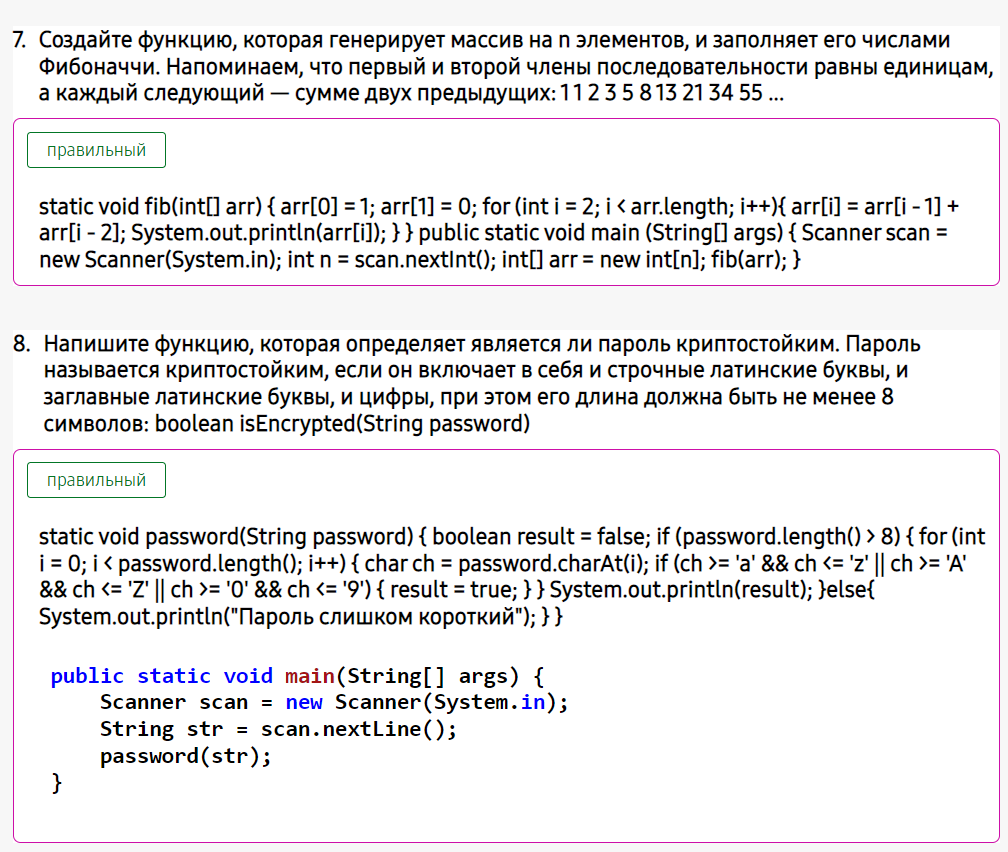 7. Создайте функцию, которая генерирует массив на n элементов, и заполняет его числами
Фибоначчи. Напоминаем, что первый и второй члены последовательности равны единицам,
а каждый следующий — сумме двух предыдущих: 1 1 2 3 5 8 13 21 34 55 ...
правильный
static void fib(int[] arr) { arr[0] = 1; arr[1] = 0; for (int i = 2; i < arr.length; i++){ arr[i] = arr[i - 1] +
arr[i - 2]; System.out.println(arr[i]); } } public static void main (String[] args) { Scanner scan =
new Scanner(System.in); int n = scan.nextInt(); int[] arr = new int[n]; fib(arr); }
8. Напишите функцию, которая определяет является ли пароль криптостойким. Пароль
называется криптостойким, если он включает в себя и строчные латинские буквы, и
заглавные латинские буквы, и цифры, при этом его длина должна быть не менее 8
символов: boolean isEncrypted(String password)
правильный
static void password(String password) { boolean result = false; if (password.length() > 8) { for (int
i = 0; i < password.length(); i++) { char ch = password.charAt(i); if (ch >= 'a' && ch <= 'z' || ch >= 'A'
&& ch <= 'Z' || ch >= '0' && ch <= '9') { result = true; } } System.out.println(result); }else{
System.out.println("Пароль слишком короткий"); } }
public static void main(String[] args) {
Scanner scan = new Scanner(System.in);
String str = scan.nextLine();
password(str);
}